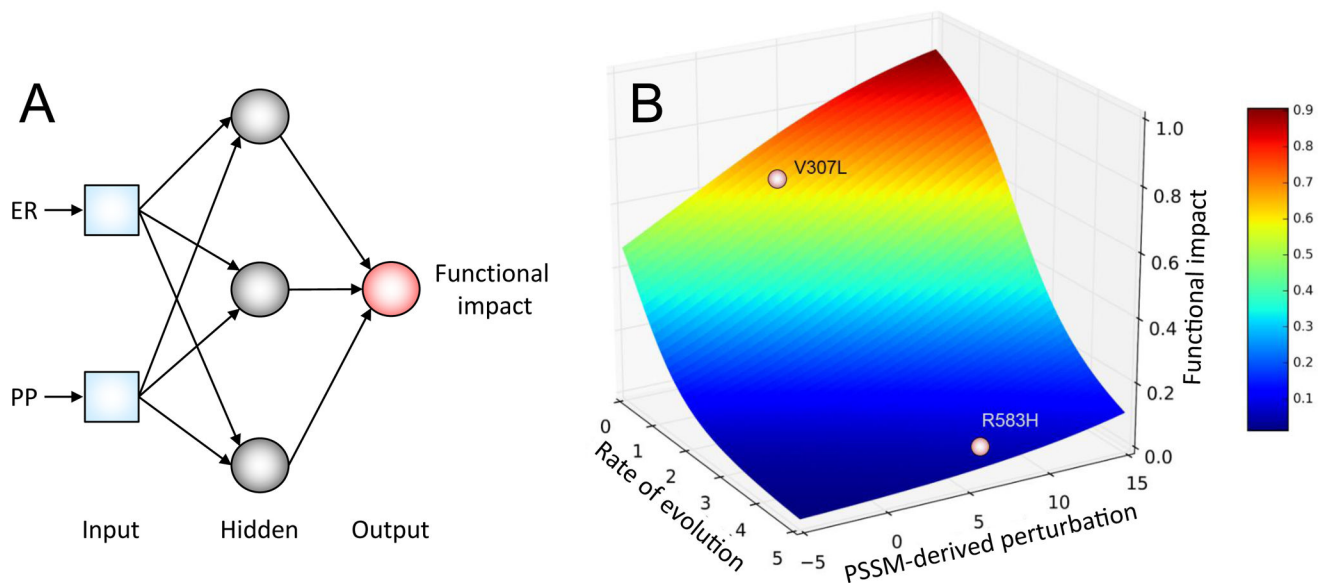 A
ER
PP
Functional
impact
Input
Hidden
Output
B
V307L
R583H
0
1
2
3
4
5
Rate of evolution
−5
0
5
10
15
PSSM-derived perturbation
0.0
0.2
0.4
0.6
0.8
1.0
Functional impact
0.9
0.8
0.7
0.6
0.5
0.4
0.3
0.2
0.1